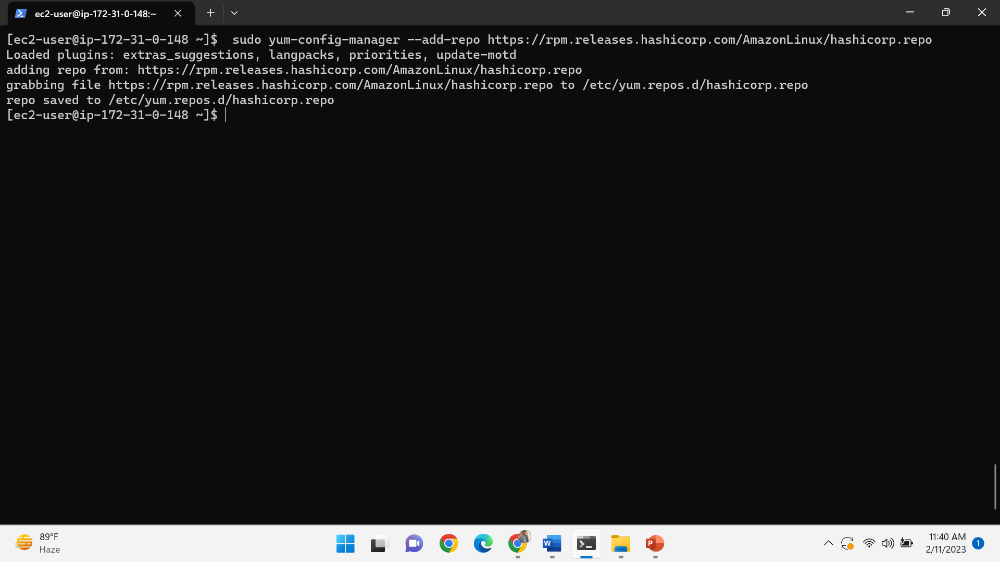 ec2-user@ip-172-31-0-148:~
[ec2-user@ip-172-31-0-148 ~]$  sudo yum-config-manager --add-repo https://rpm.releases.hashicorp.com/AmazonLinux/hashicorp.repo
Loaded plugins: extras_suggestions, langpacks, priorities, update-motd
adding repo from: https://rpm.releases.hashicorp.com/AmazonLinux/hashicorp.repo
grabbing file https://rpm.releases.hashicorp.com/AmazonLinux/hashicorp.repo to /etc/yum.repos.d/hashicorp.repo
repo saved to /etc/yum.repos.d/hashicorp.repo
[ec2-user@ip-172-31-0-148 ~]$
89°F
Haze
W
P
11:40 AM
2/11/2023
1